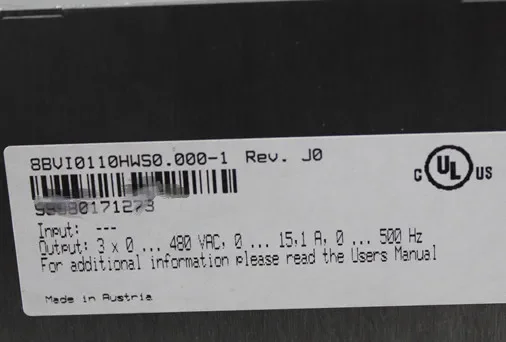 8BVI0110HWS0.000-1 Rev. J0
c UL US
Input: ---
Output: 3 x 0 ... 480 VAC, 0 ... 15,1 A, 0 ... 500 Hz
For additional information please read the Users Manual
Made in Austria